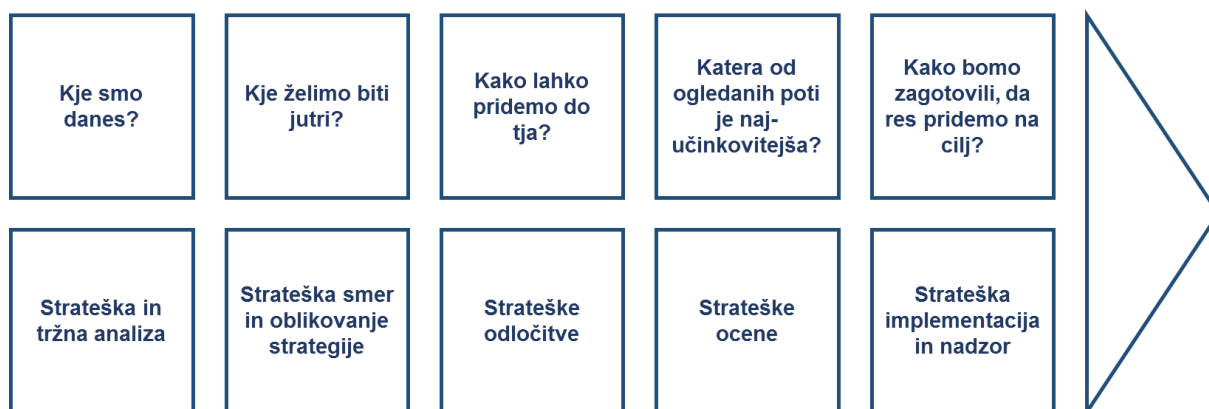 Kje smo
danes?
Kje želimo biti
jutri?
Kako lahko
pridemo do
tja?
Katera od
ogledanih poti
je naj-
učinkovitejša?
Kako bomo
zagotovili, da
res pridemo na
cilj?
Strateška in
tržna analiza
Strateška smer
in oblikovanje
strategije
Strateške
odločitve
Strateške
ocene
Strateška
implementacija
in nadzor